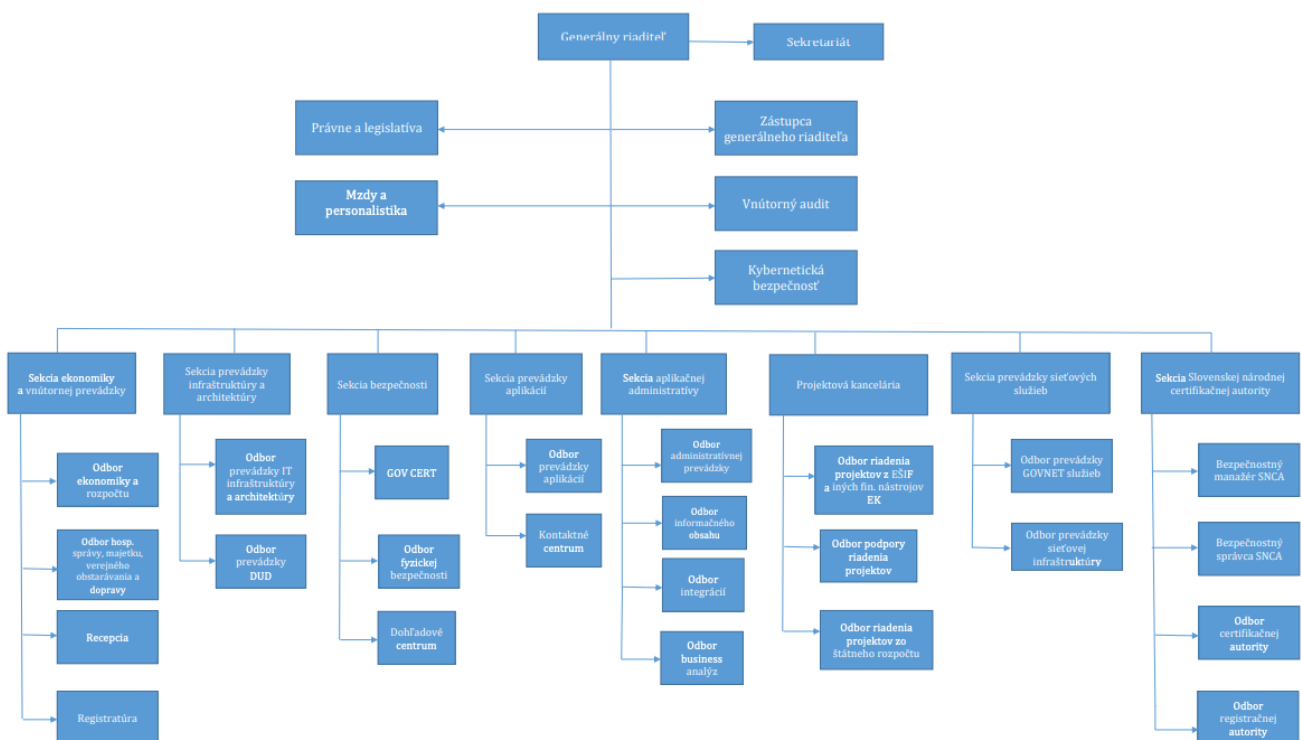 Generálny riaditeľ
Sekretariát
Právne a legislatíva
Zástupca
generálneho riaditeľa
Mzdy a
personalistika
Vnútorný audit
Kybernetická
bezpečnosť
Sekcia ekonomiky
a vnútornej prevádzky
Sekcia prevádzky
infraštruktúry a
architektúry
Sekcia bezpečnosti
Sekcia prevádzky
aplikácií
Sekcia aplikačnej
administratívy
Projektová kancelária
Sekcia prevádzky sieťových
služieb
Sekcia Slovenskej národnej
certifikačnej autority
Odbor
ekonomiky a
rozpočtu
Odbor hosp.
správy, majetku,
verejného
obstarávania a
dopravy
Recepcia
Registratúra
Odbor
prevádzky IT
infraštruktúry
a architektúry
Odbor
prevádzky
DUD
GOV CERT
Odbor
fyzickej
bezpečnosti
Dohľadové
centrum
Odbor
prevádzky
aplikácií
Kontaktné
centrum
Odbor
administratívnej
prevádzky
Odbor
informačného
obsahu
Odbor
integrácií
Odbor
business
analýz
Odbor riadenia
projektov z EŠIF
a iných fin. nástrojov
EK
Odbor podpory
riadenia
projektov
Odbor riadenia
projektov zo
štátneho rozpočtu
Odbor prevádzky
GOVNET služieb
Odbor prevádzky
sieťovej
infraštruktúry
Bezpečnostný
manažér SNCA
Bezpečnostný
správca SNCA
Odbor
certifikačnej
autority
Odbor
registračnej
autority